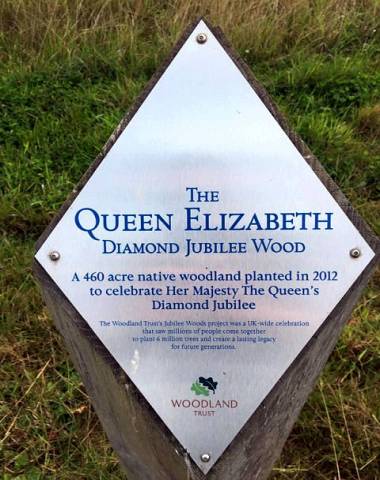 THE
QUEEN ELIZABETH
DIAMOND JUBILEE WOOD
A 460 acre native woodland planted in 2012
to celebrate Her Majesty The Queen's
Diamond Jubilee
The Woodland Trust's Jubilee Woods project was a UK-wide celebration
that saw millions of people come together
to plant 6 million trees and create a lasting legacy
for future generations.
WOODLAND
TRUST